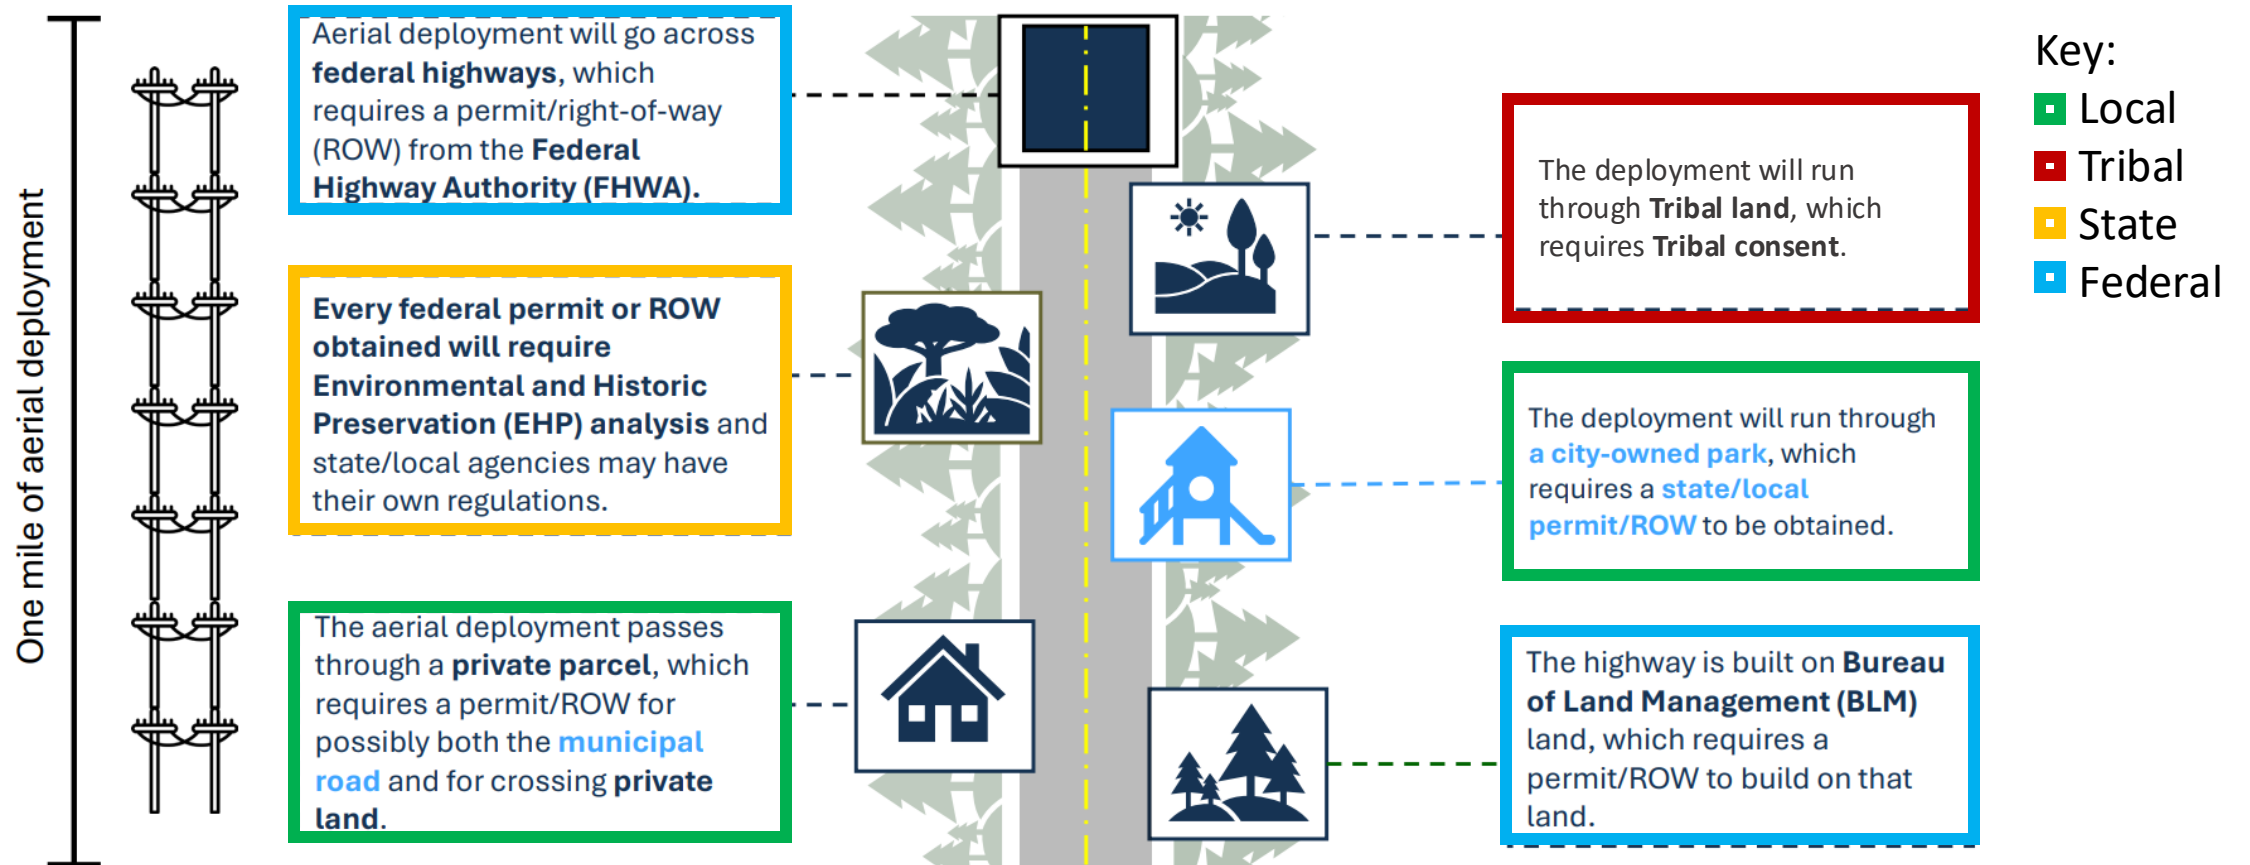 One mile of aerial deployment
Aerial deployment will go across
federal highways, which
requires a permit/right-of-way
(ROW) from the Federal
Highway Authority (FHWA).
Every federal permit or ROW
obtained will require
Environmental and Historic
Preservation (EHP) analysis and
state/local agencies may have
their own regulations.
The aerial deployment passes
through a private parcel, which
requires a permit/ROW for
possibly both the municipal
road and for crossing private
land.
The deployment will run
through Tribal land, which
requires Tribal consent.
The deployment will run through
a city-owned park, which
requires a state/local
permit/ROW to be obtained.
The highway is built on Bureau
of Land Management (BLM)
land, which requires a
permit/ROW to build on that
land.
Key:
Local
Tribal
State
Federal